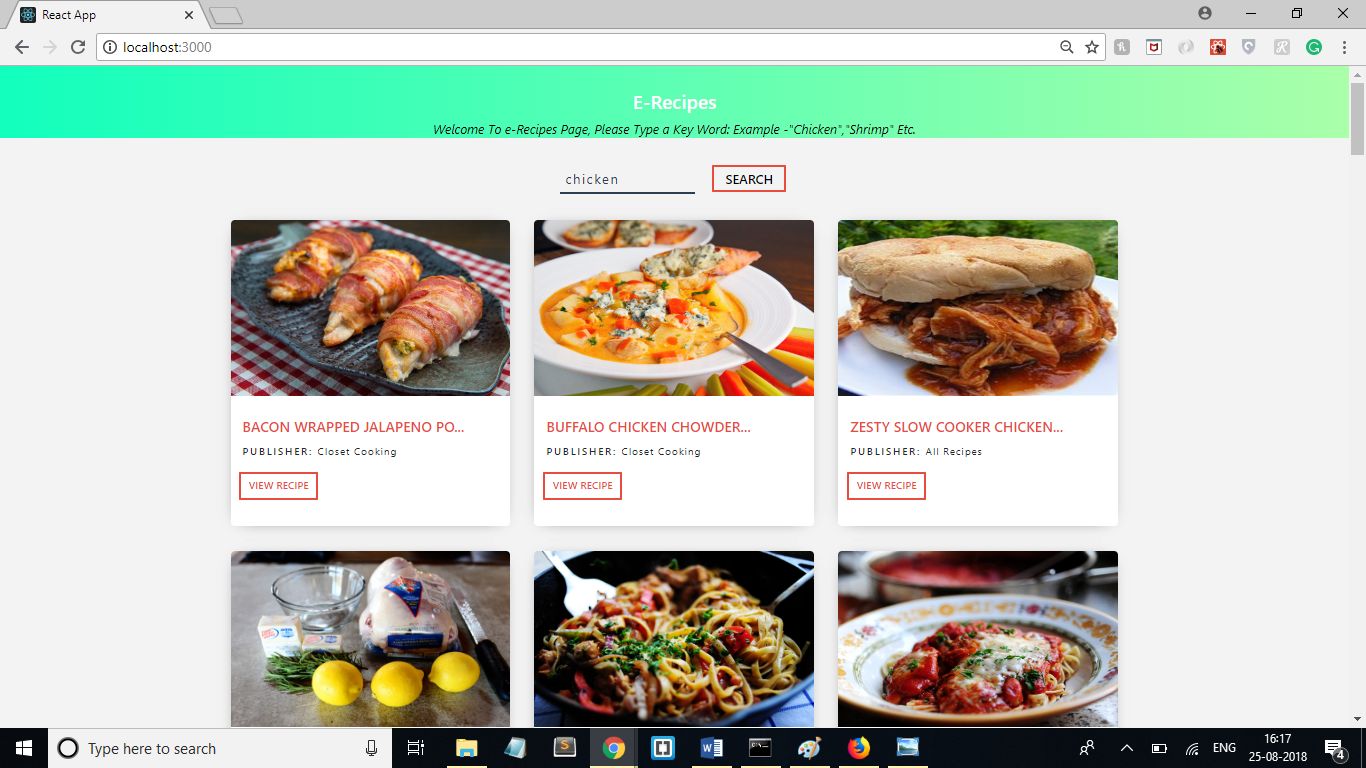 React App
localhost:3000
E-Recipes
Welcome To e-Recipes Page, Please Type a Key Word: Example -"Chicken","Shrimp" Etc.
chicken
SEARCH
BACON WRAPPED JALAPENO PO...
PUBLISHER: Closet Cooking
VIEW RECIPE
BUFFALO CHICKEN CHOWDER...
PUBLISHER: Closet Cooking
VIEW RECIPE
ZESTY SLOW COOKER CHICKEN...
PUBLISHER: All Recipes
VIEW RECIPE
Type here to search
ENG
16:17
25-08-2018
4